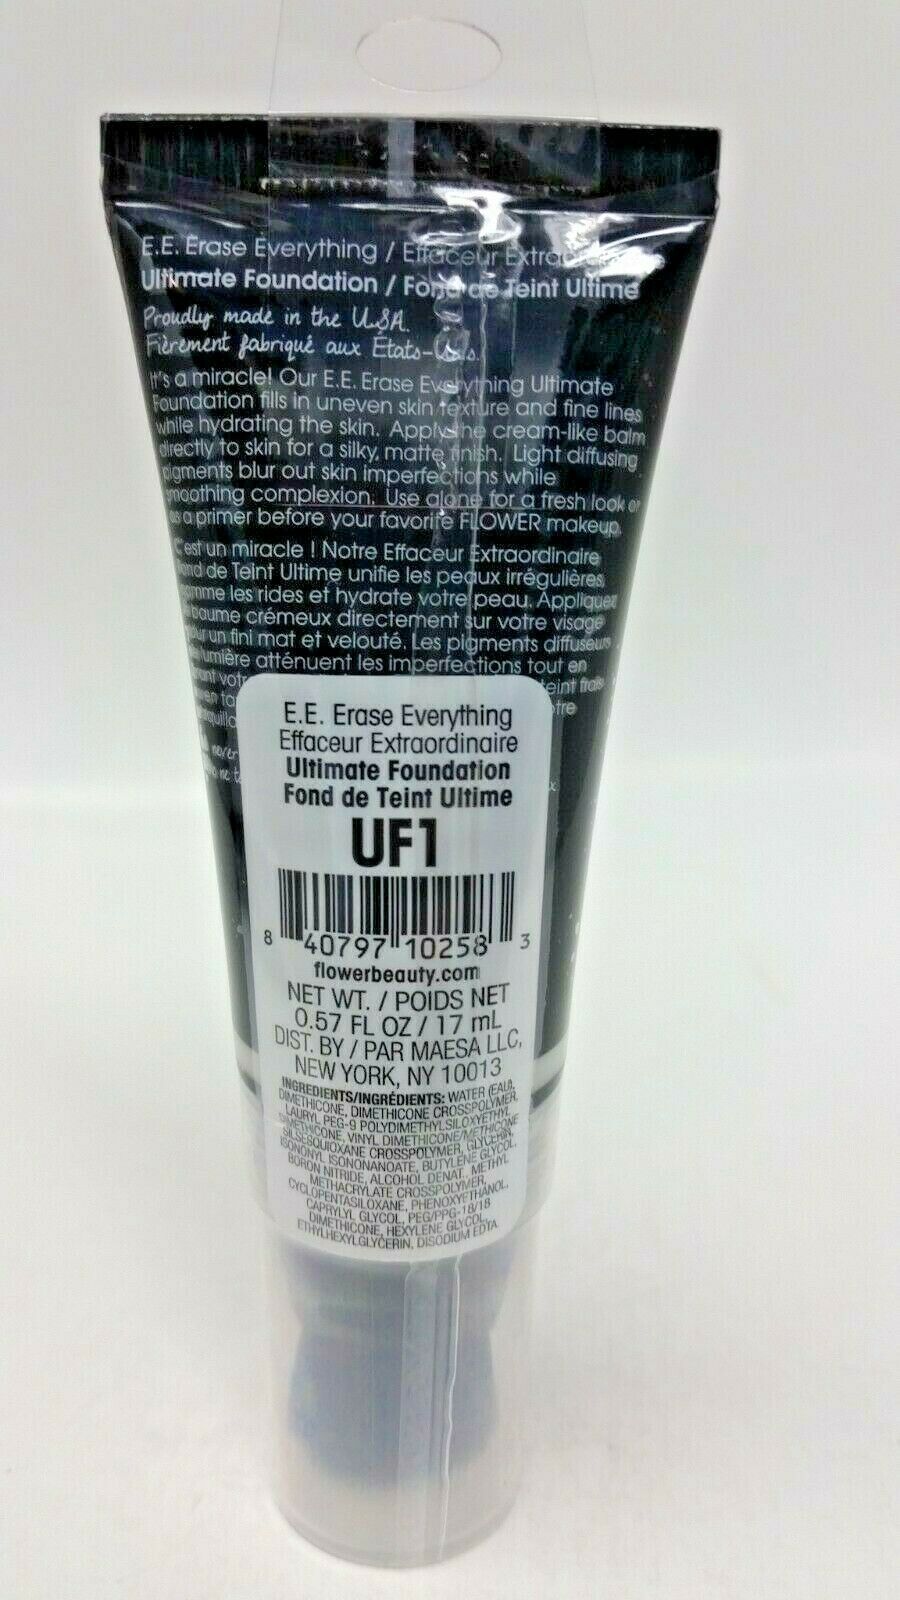 E.E. Erase Everything / Effaceur
Ultimate Foundation / Fond de Teint Ultime
Proudly made in the U.S.A.
Fièrement fabriqué aux États-Unis.
It's a miracle! Our E.E. Erase Everything Ultimate
Foundation fills in uneven skin texture and fine lines
while hydrating the skin. Apply the cream-like balm
directly to skin for a silky, matte finish. Light diffusing
pigments blur out skin imperfections while
smoothing complexion. Use alone for a fresh look or
as a primer before your favorite FLOWER makeup.
C'est un miracle ! Notre Effaceur Extraordinaire
de Teint Ultime unifie les peaux irrégulières,
les rides et hydrate votre peau. Appliquez
baume crémeux directement sur votre visage
un fini mat et velouté. Les pigments diffuseurs
lumière atténuent les imperfections tout en
teint frais
E.E. Erase Everything
Effaceur Extraordinaire
Ultimate Foundation
Fond de Teint Ultime
UF1
8 40797 10258 3
flowerbeauty.com
NET WT. / POIDS NET
0.57 FL OZ / 17 mL
DIST. BY / PAR MAESA LLC,
NEW YORK, NY 10013
INGREDIENTS/INGRÉDIENTS: WATER (EAU),
DIMETHICONE, DIMETHICONE CROSSPOLYMER,
LAURYL PEG-9 POLYDIMETHYLSILOXYETHYL
DIMETHICONE, VINYL DIMETHICONE/METHICONE
SILSESQUIOXANE CROSSPOLYMER, GLYCERIN,
ISONONYL ISONONANOATE, BUTYLENE GLYCOL,
BORON NITRIDE, ALCOHOL DENAT., METHYL
METHACRYLATE CROSSPOLYMER,
CYCLOPENTASILOXANE, PHENOXYETHANOL,
CAPRYLYL GLYCOL, PEG/PPG-18/18
DIMETHICONE, HEXYLENE GLYCOL,
ETHYLHEXYLGLYCERIN, DISODIUM EDTA